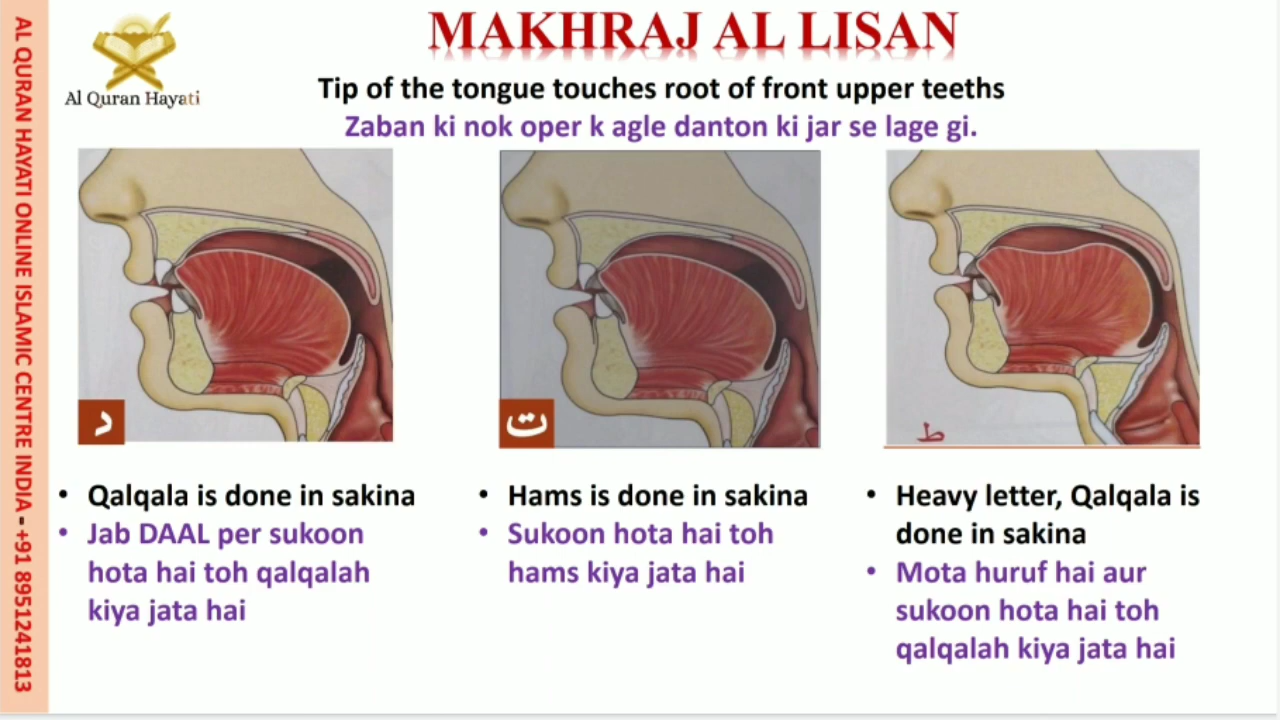 AL QURAN HAYATI ONLINE ISLAMIC CENTRE INDIA - +91 8951241813
Al Quran Hayati
MAKHRAJ AL LISAN
Tip of the tongue touches root of front upper teeths
Zaban ki nok oper k agle danton ki jar se lage gi.
د
ت
ط
• Qalqala is done in sakina
• Jab DAAL per sukoon
hota hai toh qalqalah
kiya jata hai
• Hams is done in sakina
• Sukoon hota hai toh
hams kiya jata hai
• Heavy letter, Qalqala is
done in sakina
• Mota huruf hai aur
sukoon hota hai toh
qalqalah kiya jata hai